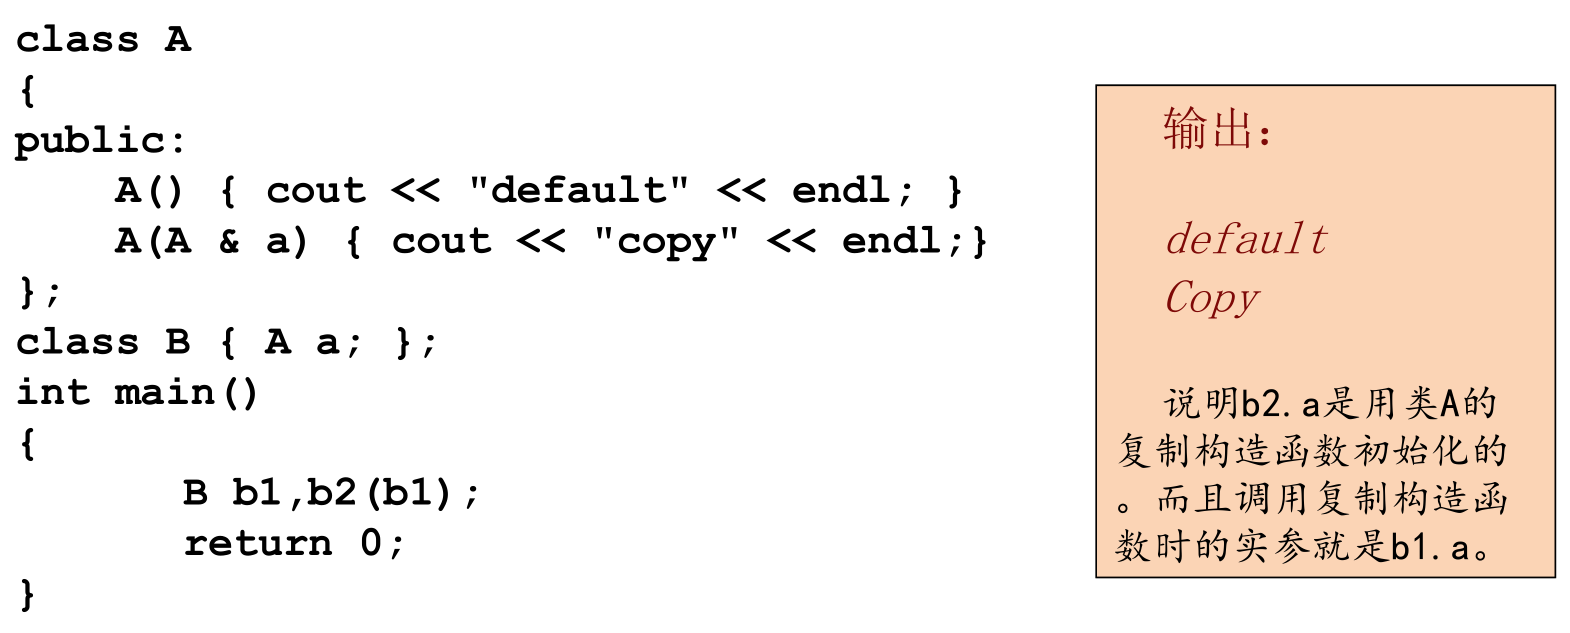 class A
{
public:
    A() { cout << "default" << endl; }
    A(A & a) { cout << "copy" << endl;}
};
class B { A a; };
int main()
{
       B b1,b2(b1);
       return 0;
}
输出：
default
Copy
说明b2.a是用类A的
复制构造函数初始化的
。而且调用复制构造函
数时的实参就是b1.a。